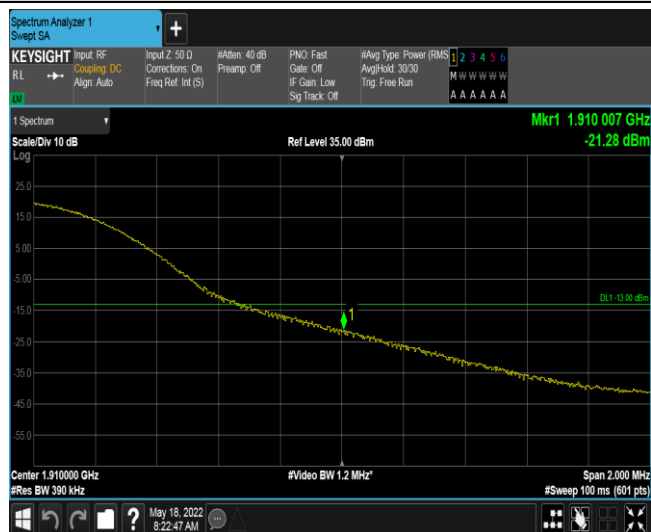 Spectrum Analyzer 1
Swept SA
+
KEYSIGHT
RL
Input: RF
Coupling: DC
Align: Auto
Input Z: 50 Ω
Corrections: On
Freq Ref: Int (S)
#Atten: 40 dB
Preamp: Off
PNO: Fast
Gate: Off
IF Gain: Low
Sig Track: Off
#Avg Type: Power (RMS
Avg|Hold: 30/30
Trig: Free Run
1 2 3 4 5 6
M W W W W W
A A A A A A
1 Spectrum
Scale/Div 10 dB
Ref Level 35.00 dBm
Mkr1 1.910 007 GHz
-21.28 dBm
Log
25.0
15.0
5.00
-5.00
-15.0
-25.0
-35.0
-45.0
-55.0
DL1 -13.00 dBm
1
Center 1.910000 GHz
#Res BW 390 kHz
#Video BW 1.2 MHz*
Span 2.000 MHz
#Sweep 100 ms (601 pts)
?
May 18, 2022
8:22:47 AM